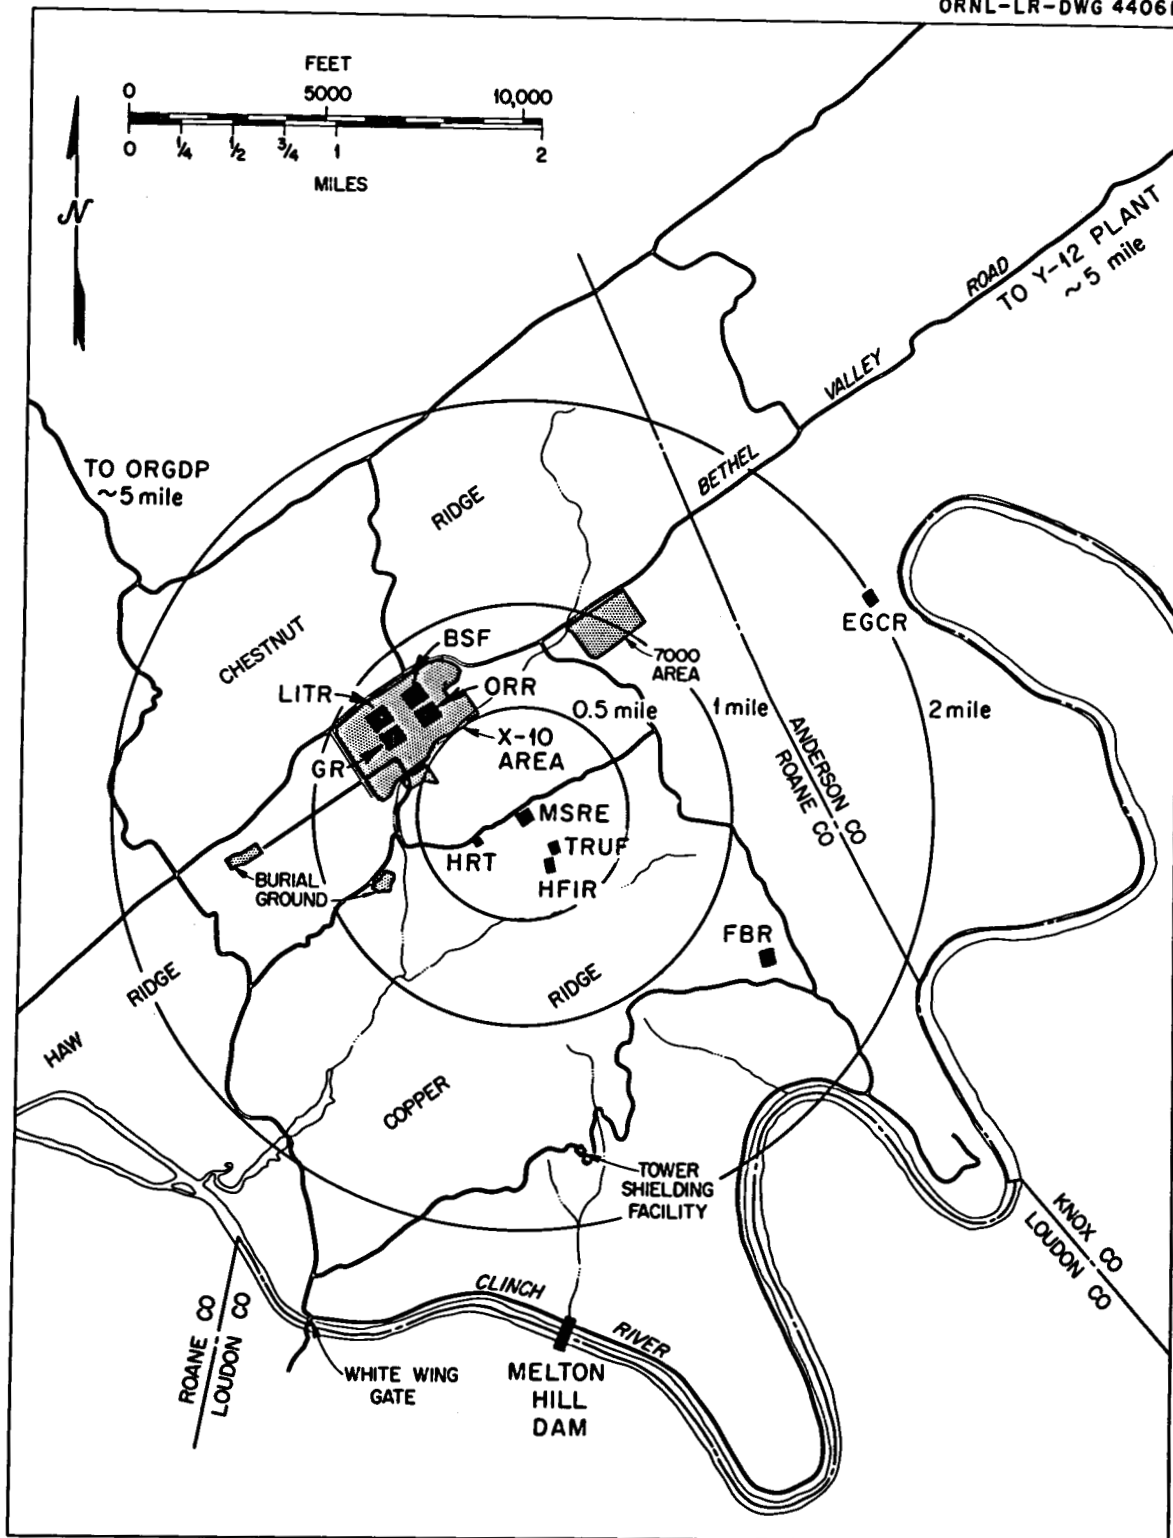 ORNL-LR-DWG 4406
FEET
0 5000 10,000
0 1/4 1/2 3/4 1 2
MILES
N
TO Y-12 PLANT
~ 5 mile
BETHEL VALLEY ROAD
TO ORGDP
~5 mile
CHESTNUT RIDGE
EGCR
BSF
LITR
ORR
GR
7000
AREA
X-10
AREA
0.5 mile
1 mile
2 mile
ANDERSON CO
ROANE CO
MSRE
HRT
TRUF
HFIR
BURIAL
GROUND
FBR
HAW RIDGE
COPPER RIDGE
TOWER
SHIELDING
FACILITY
KNOX CO
LOUDON CO
ROANE CO
LOUDON CO
CLINCH RIVER
WHITE WING
GATE
MELTON
HILL
DAM